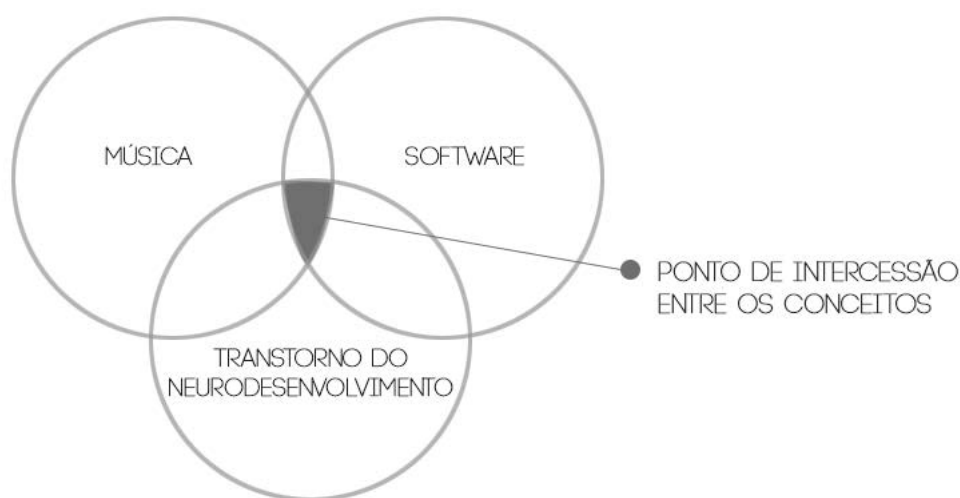 MÚSICA
SOFTWARE
PONTO DE INTERCESSÃO
ENTRE OS CONCEITOS
TRANSTORNO DO
NEURODESENVOLVIMENTO